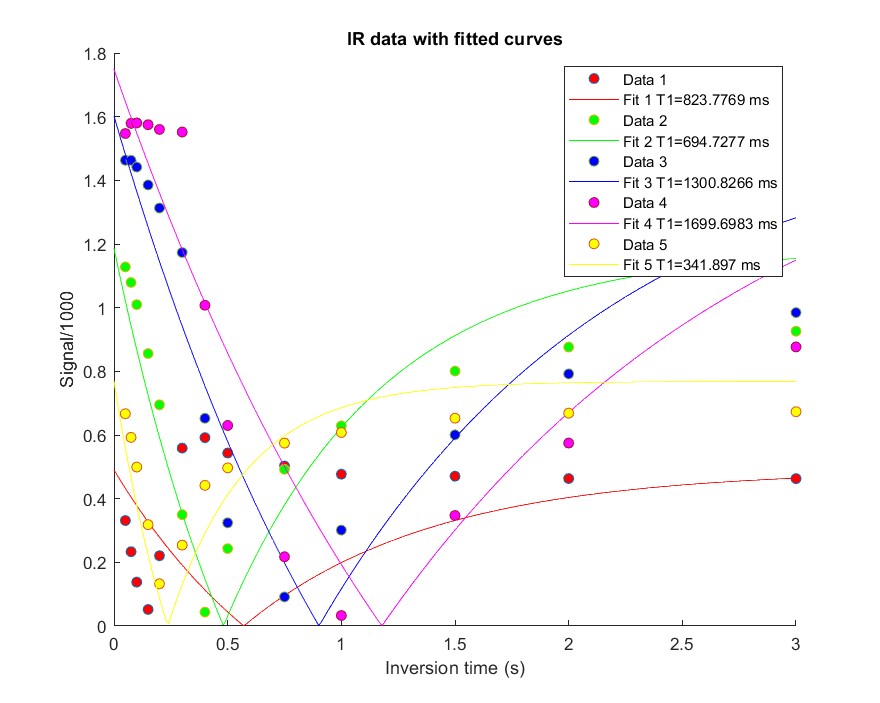 IR data with fitted curves
1.8
1.6
1.4
1.2
1
0.8
0.6
0.4
0.2
0
Signal/1000
Data 1
Fit 1 T1=823.7769 ms
Data 2
Fit 2 T1=694.7277 ms
Data 3
Fit 3 T1=1300.8266 ms
Data 4
Fit 4 T1=1699.6983 ms
Data 5
Fit 5 T1=341.897 ms
0 0.5 1 1.5 2 2.5 3
Inversion time (s)